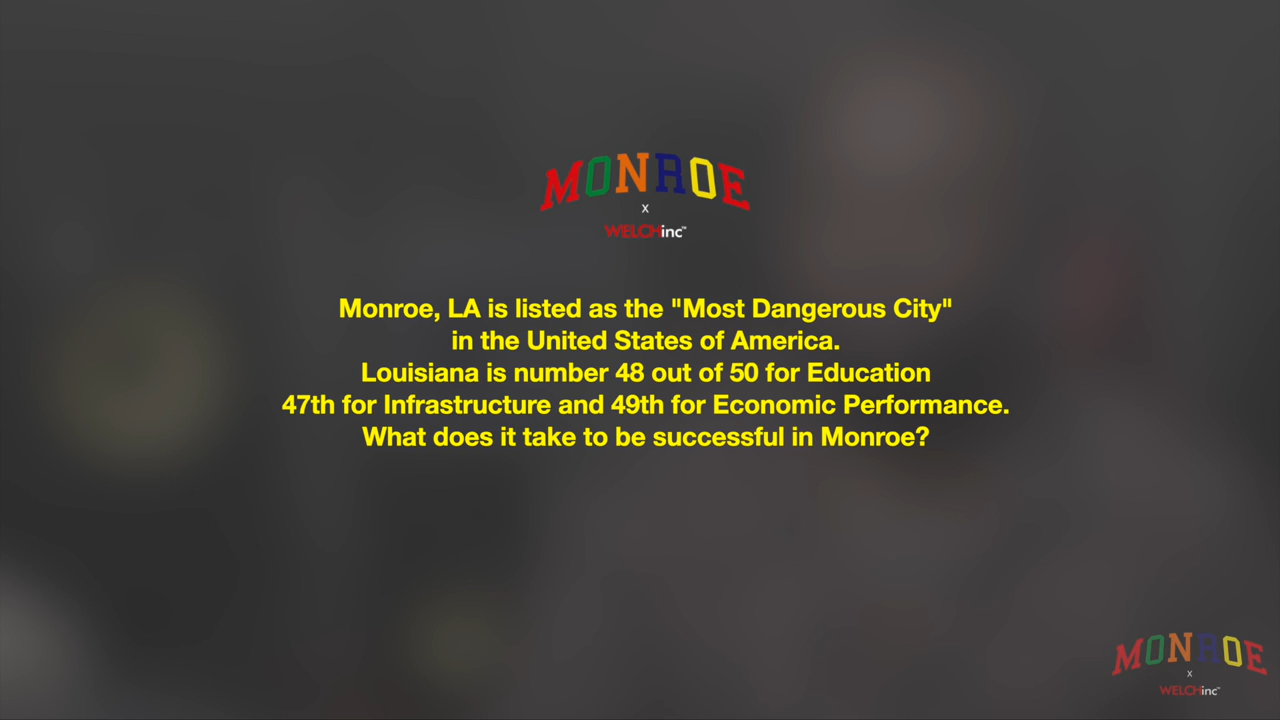 MONROE
x
WELCHinc™
Monroe, LA is listed as the "Most Dangerous City"
in the United States of America.
Louisiana is number 48 out of 50 for Education
47th for Infrastructure and 49th for Economic Performance.
What does it take to be successful in Monroe?
MONROE
x
WELCHinc™